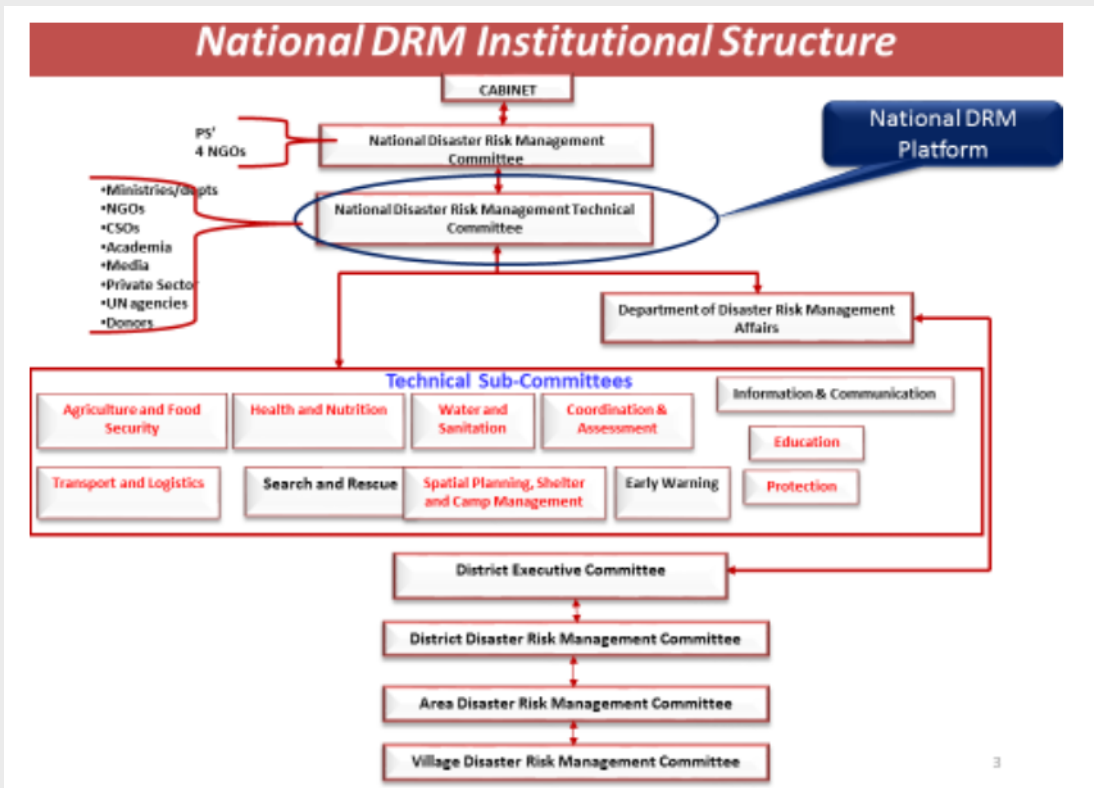 National DRM Institutional Structure
CABINET
National DRM
Platform
PS'
4 NGOs
National Disaster Risk Management
Committee
•Ministries/depts
•NGOs
•CSOs
•Academia
•Media
•Private Sector
•UN agencies
•Donors
National Disaster Risk Management Technical
Committee
Department of Disaster Risk Management
Affairs
Technical Sub-Committees
Agriculture and Food
Security
Health and Nutrition
Water and
Sanitation
Coordination &
Assessment
Information & Communication
Education
Transport and Logistics
Search and Rescue
Spatial Planning, Shelter
and Camp Management
Early Warning
Protection
District Executive Committee
District Disaster Risk Management Committee
Area Disaster Risk Management Committee
Village Disaster Risk Management Committee
3